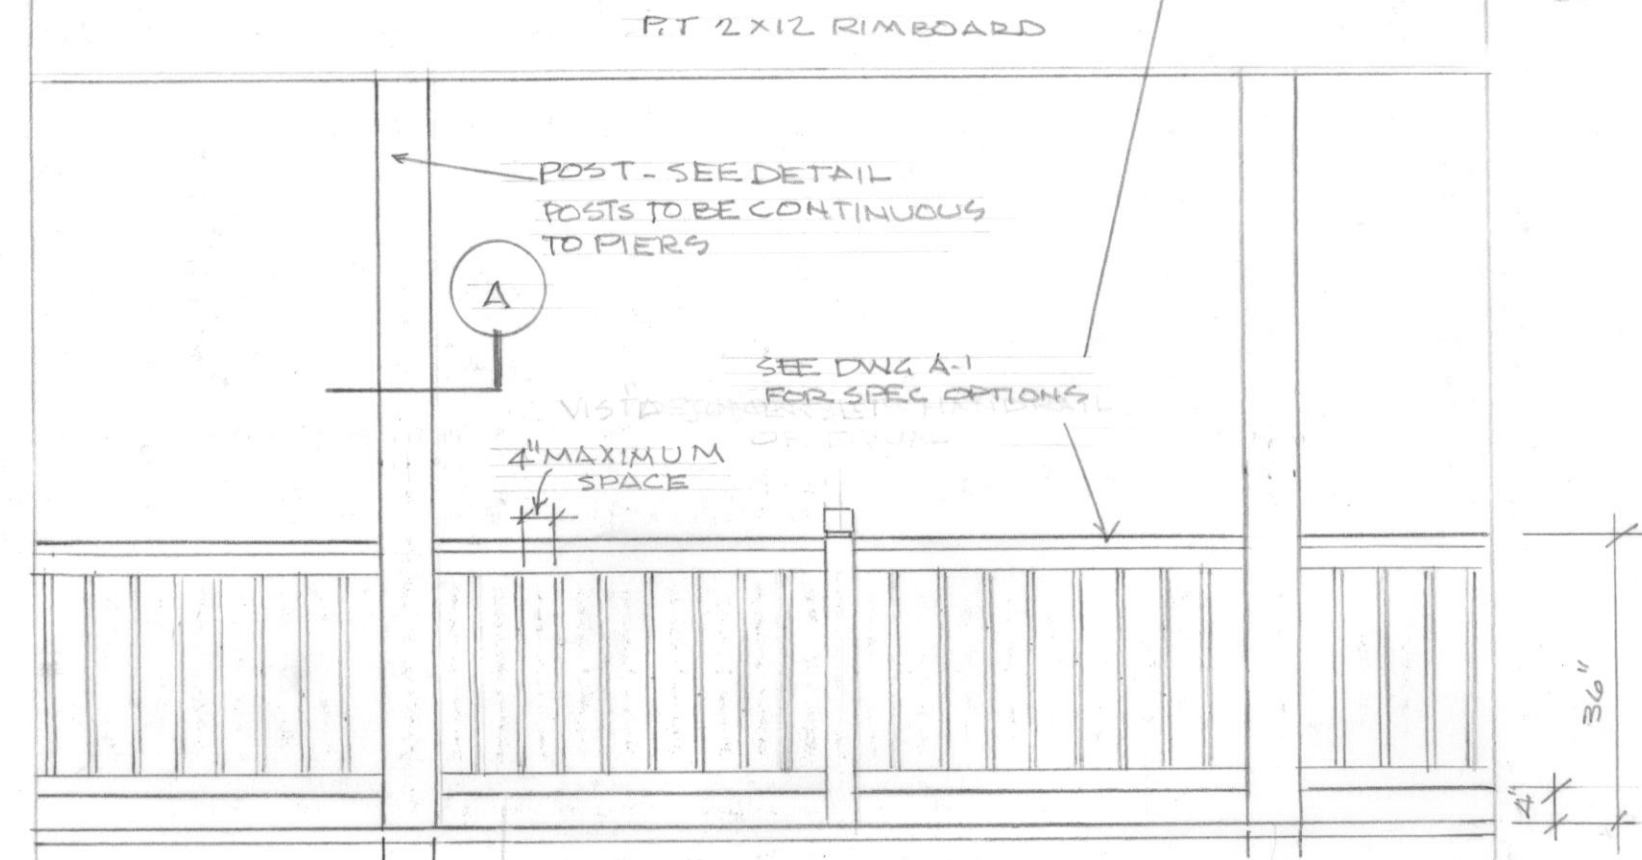 P.T 2X12 RIMBOARD
POST - SEE DETAIL
POSTS TO BE CONTINUOUS
TO PIERS
A
SEE DWG A-1
FOR SPEC OPTIONS
4" MAXIMUM
SPACE
36"
4"